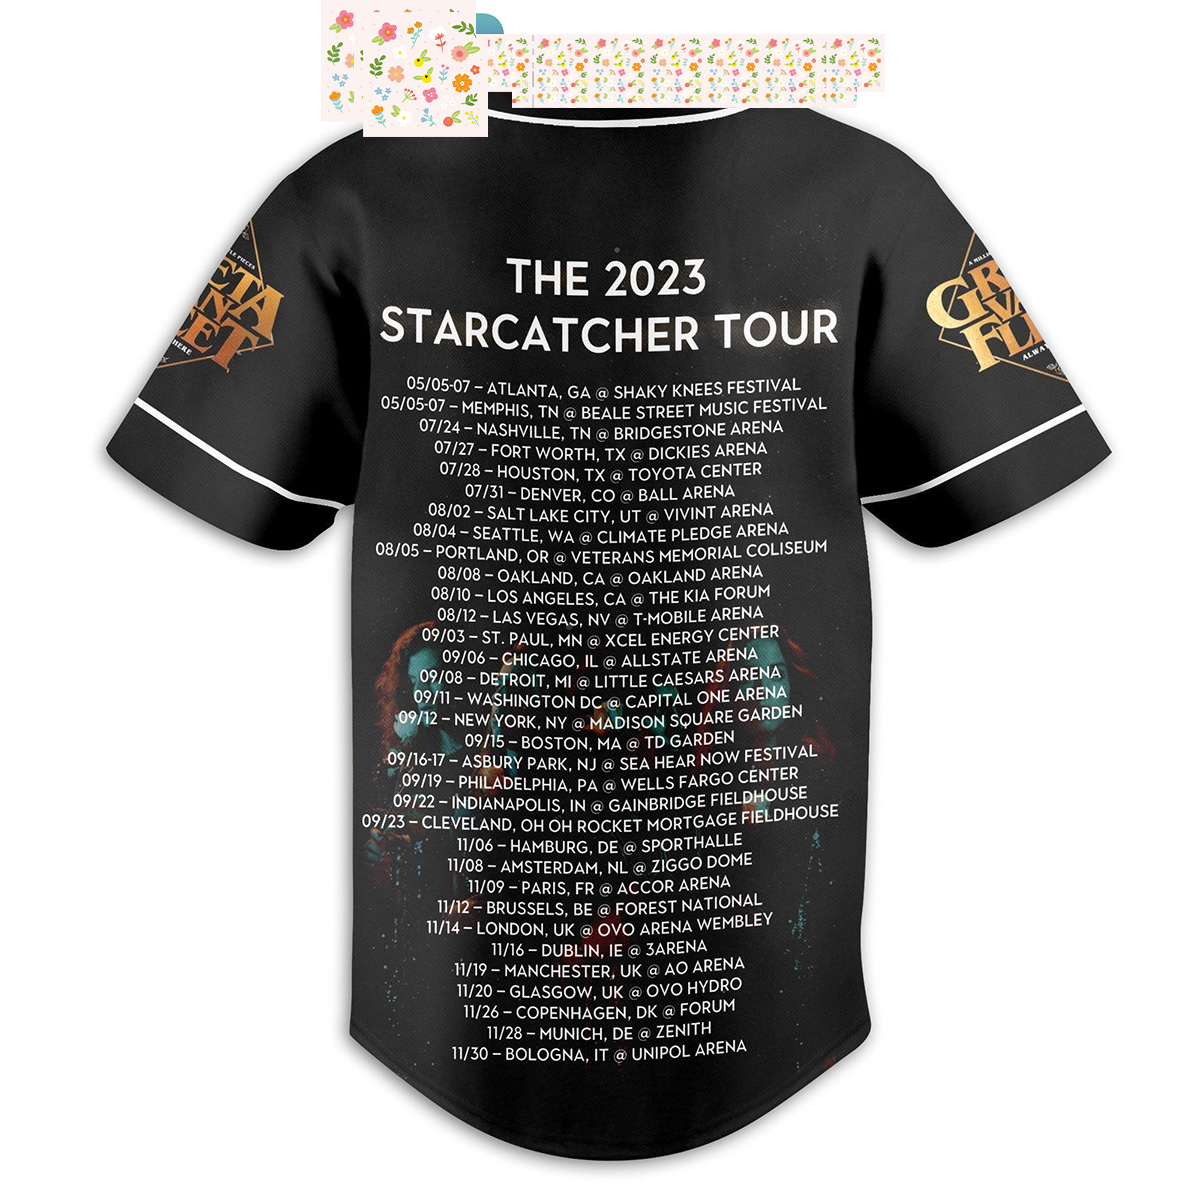 THE 2023
STARCATCHER TOUR
05/05-07 – ATLANTA, GA @ SHAKY KNEES FESTIVAL
05/05-07 – MEMPHIS, TN @ BEALE STREET MUSIC FESTIVAL
07/24 – NASHVILLE, TN @ BRIDGESTONE ARENA
07/27 – FORT WORTH, TX @ DICKIES ARENA
07/28 – HOUSTON, TX @ TOYOTA CENTER
07/31 – DENVER, CO @ BALL ARENA
08/02 – SALT LAKE CITY, UT @ VIVINT ARENA
08/04 – SEATTLE, WA @ CLIMATE PLEDGE ARENA
08/05 – PORTLAND, OR @ VETERANS MEMORIAL COLISEUM
08/08 – OAKLAND, CA @ OAKLAND ARENA
08/10 – LOS ANGELES, CA @ THE KIA FORUM
08/12 – LAS VEGAS, NV @ T-MOBILE ARENA
09/03 – ST. PAUL, MN @ XCEL ENERGY CENTER
09/06 – CHICAGO, IL @ ALLSTATE ARENA
09/08 – DETROIT, MI @ LITTLE CAESARS ARENA
09/11 – WASHINGTON DC @ CAPITAL ONE ARENA
09/12 – NEW YORK, NY @ MADISON SQUARE GARDEN
09/15 – BOSTON, MA @ TD GARDEN
09/16-17 – ASBURY PARK, NJ @ SEA HEAR NOW FESTIVAL
09/19 – PHILADELPHIA, PA @ WELLS FARGO CENTER
09/22 – INDIANAPOLIS, IN @ GAINBRIDGE FIELDHOUSE
09/23 – CLEVELAND, OH OH ROCKET MORTGAGE FIELDHOUSE
11/06 – HAMBURG, DE @ SPORTHALLE
11/08 – AMSTERDAM, NL @ ZIGGO DOME
11/09 – PARIS, FR @ ACCOR ARENA
11/12 – BRUSSELS, BE @ FOREST NATIONAL
11/14 – LONDON, UK @ OVO ARENA WEMBLEY
11/16 – DUBLIN, IE @ 3ARENA
11/19 – MANCHESTER, UK @ AO ARENA
11/20 – GLASGOW, UK @ OVO HYDRO
11/26 – COPENHAGEN, DK @ FORUM
11/28 – MUNICH, DE @ ZENITH
11/30 – BOLOGNA, IT @ UNIPOL ARENA